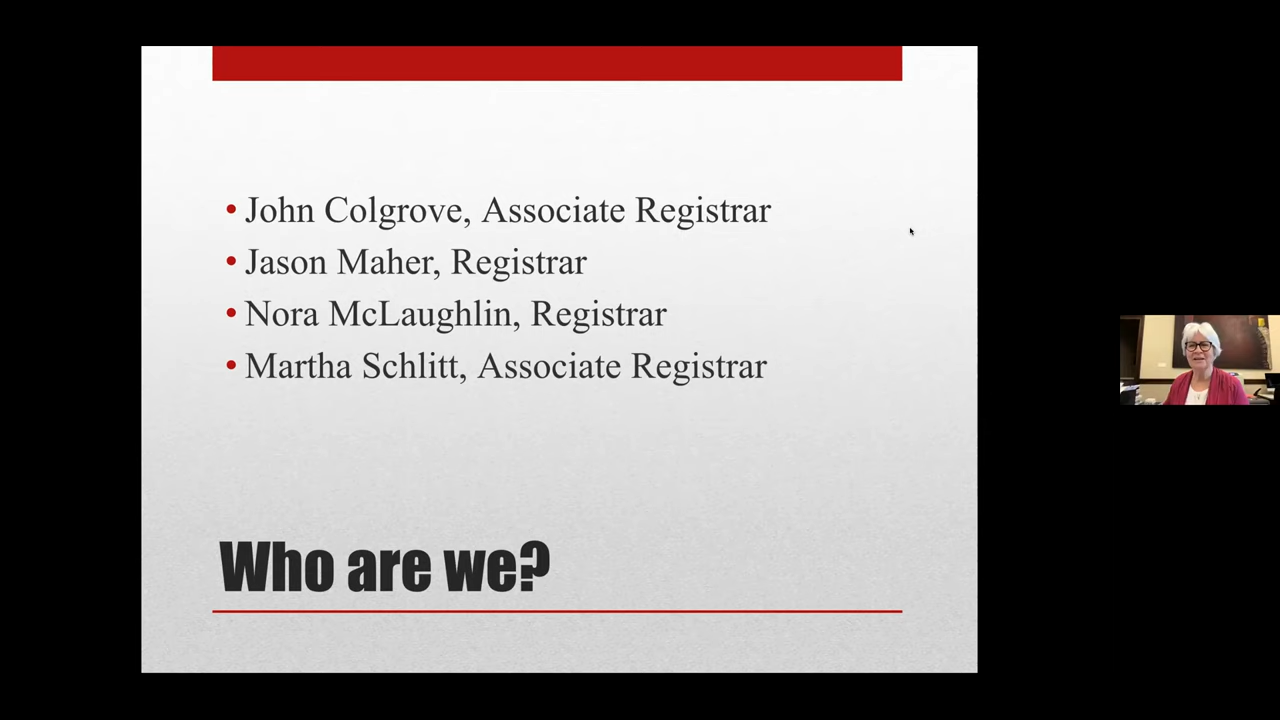 • John Colgrove, Associate Registrar
• Jason Maher, Registrar
• Nora McLaughlin, Registrar
• Martha Schlitt, Associate Registrar
Who are we?